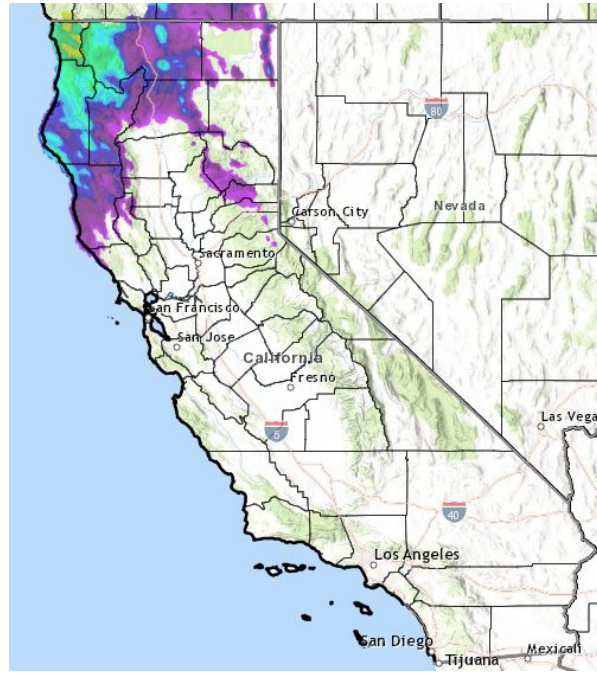 80
Nevada
Carson City
Sacramento
San Francisco
San Jose
California
Fresno
Las Vega
5
40
Los Angeles
San Diego
Mexicali
Tijuana